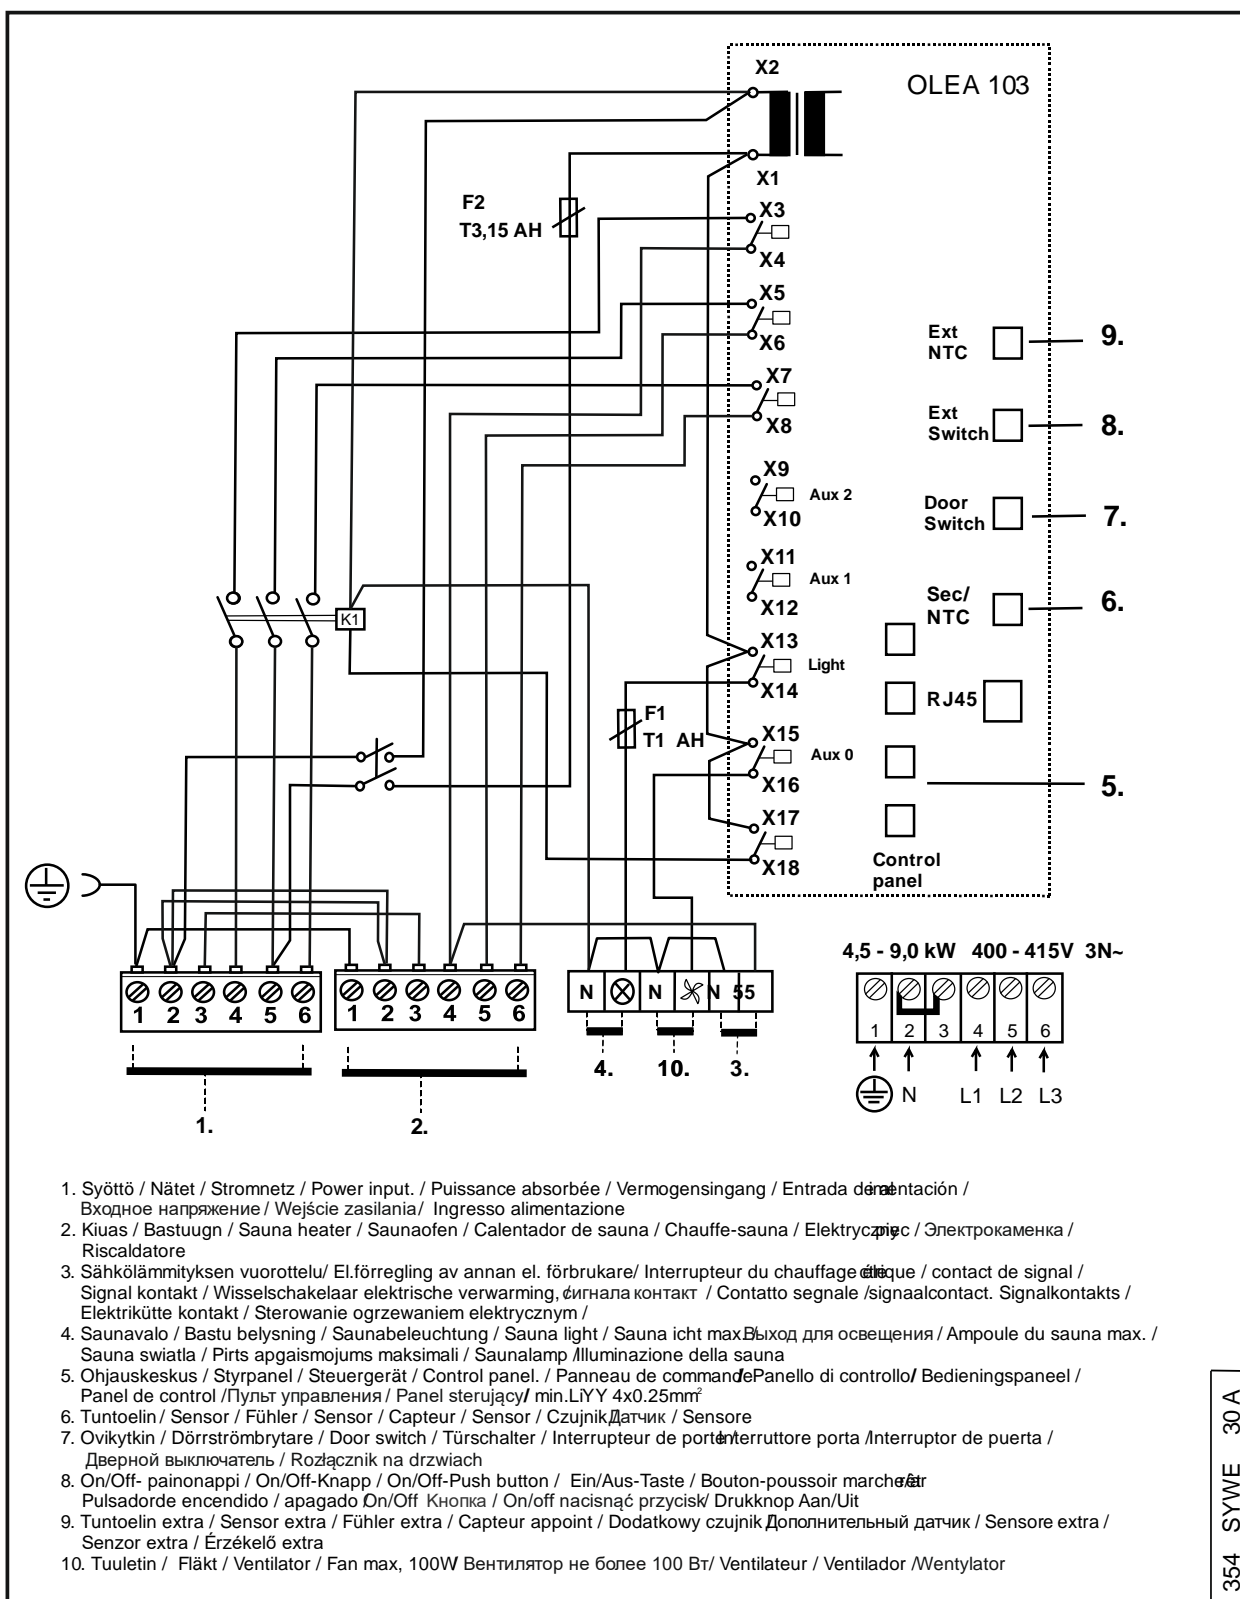 X2
OLEA 103
X1
F2
T3,15 AH
X3
X4
X5
X6
Ext
NTC
9.
X7
X8
Ext
Switch
8.
X9
Aux 2
X10
Door
Switch
7.
X11
Aux 1
X12
Sec/
NTC
6.
K1
X13
Light
X14
RJ45
F1
T1 AH
X15
Aux 0
X16
5.
X17
X18
Control
panel
4,5 - 9,0 kW 400 - 415V 3N~
1 2 3 4 5 6
1 2 3 4 5 6
N N N 55
1 2 3 4 5 6
N L1 L2 L3
4. 10. 3.
1. 2.
1. Syöttö / Nätet / Stromnetz / Power input. / Puissance absorbée / Vermogensingang / Entrada
Входное напряжение / Wejście zasilania / Ingresso alimentazione
2. Kiuas / Bastuugn / Sauna heater / Saunaofen / Calentador de sauna / Chauffe-sauna / / Электрокаменка /
Riscaldatore
3. Sähkölämmityksen vuorottelu/ El.förregling av annan el. förbrukare/ Interrupteur du chauffage / contact de signal /
Signal kontakt / Wisselschakelaar elektrische verwarming, контакт / Contatto segnale /signaalcontact. Signalkontakts /
Elektrikütte kontakt / Sterowanie ogrzewaniem elektrycznym /
4. Saunavalo / Bastu belysning / Saunabeleuchtung / Sauna light / Sauna icht max. Выход для освещения / Ampoule du sauna max. /
Sauna swiatla / Pirts apgaismojums maksimali / Saunalamp /Illuminazione della sauna
5. Ohjauskeskus / Styrpanel / Steuergerät / Control panel. / Panneau de commande/Panello di controllo/ Bedieningspaneel /
Panel de control /Пульт управления / Panel sterujący/ min.LiYY 4x0.25mm²
6. Tuntoelin / Sensor / Fühler / Sensor / Capteur / Sensor / Czujnik/Датчик / Sensore
7. Ovikytkin / Dörrströmbrytare / Door switch / Türschalter / Interrupteur de porte porta /Interruptor de puerta /
Дверной выключатель / Rozłącznik na drzwiach
8. On/Off- painonappi / On/Off-Knapp / On/Off-Push button / Ein/Aus-Taste / Bouton-poussoir
Pulsadorde encendido / apagado /On/Off Кнопка / On/off nacisnąć przycisk/ Drukknop Aan/Uit
9. Tuntoelin extra / Sensor extra / Fühler extra / Capteur appoint / Dodatkowy czujnik/Дополнительный датчик / Sensore extra /
Senzor extra / Érzékelő extra
10. Tuuletin / Fläkt / Ventilator / Fan max, 100W/ Вентилятор не более 100 Вт/ Ventilateur / Ventilador /Wentylator
354 SYWE 30 A